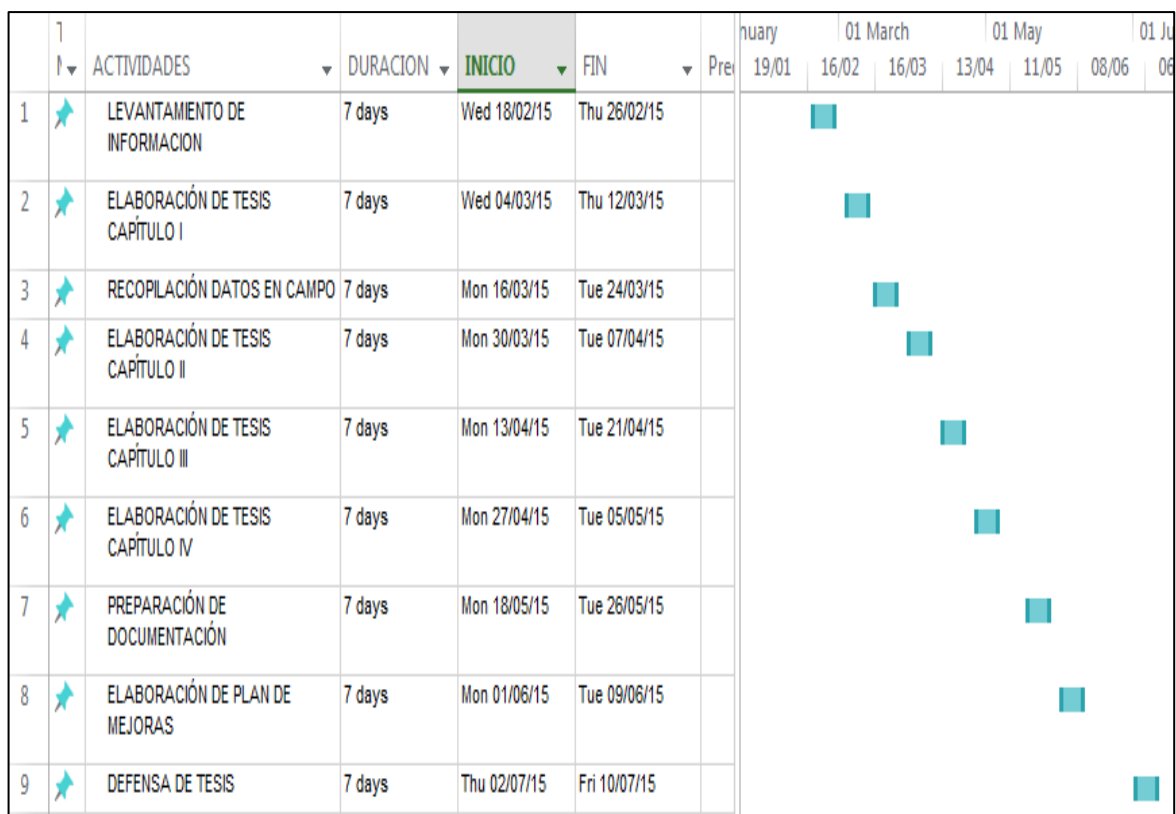 T
M ACTIVIDADES DURACION INICIO FIN Pre
nuary 01 March 01 May 01 Ju
19/01 16/02 16/03 13/04 11/05 08/06 06
1 LEVANTAMIENTO DE 7 days Wed 18/02/15 Thu 26/02/15
INFORMACION
2 ELABORACIÓN DE TESIS 7 days Wed 04/03/15 Thu 12/03/15
CAPÍTULO I
3 RECOPILACIÓN DATOS EN CAMPO 7 days Mon 16/03/15 Tue 24/03/15
4 ELABORACIÓN DE TESIS 7 days Mon 30/03/15 Tue 07/04/15
CAPÍTULO II
5 ELABORACIÓN DE TESIS 7 days Mon 13/04/15 Tue 21/04/15
CAPÍTULO III
6 ELABORACIÓN DE TESIS 7 days Mon 27/04/15 Tue 05/05/15
CAPÍTULO IV
7 PREPARACIÓN DE 7 days Mon 18/05/15 Tue 26/05/15
DOCUMENTACIÓN
8 ELABORACIÓN DE PLAN DE 7 days Mon 01/06/15 Tue 09/06/15
MEJORAS
9 DEFENSA DE TESIS 7 days Thu 02/07/15 Fri 10/07/15